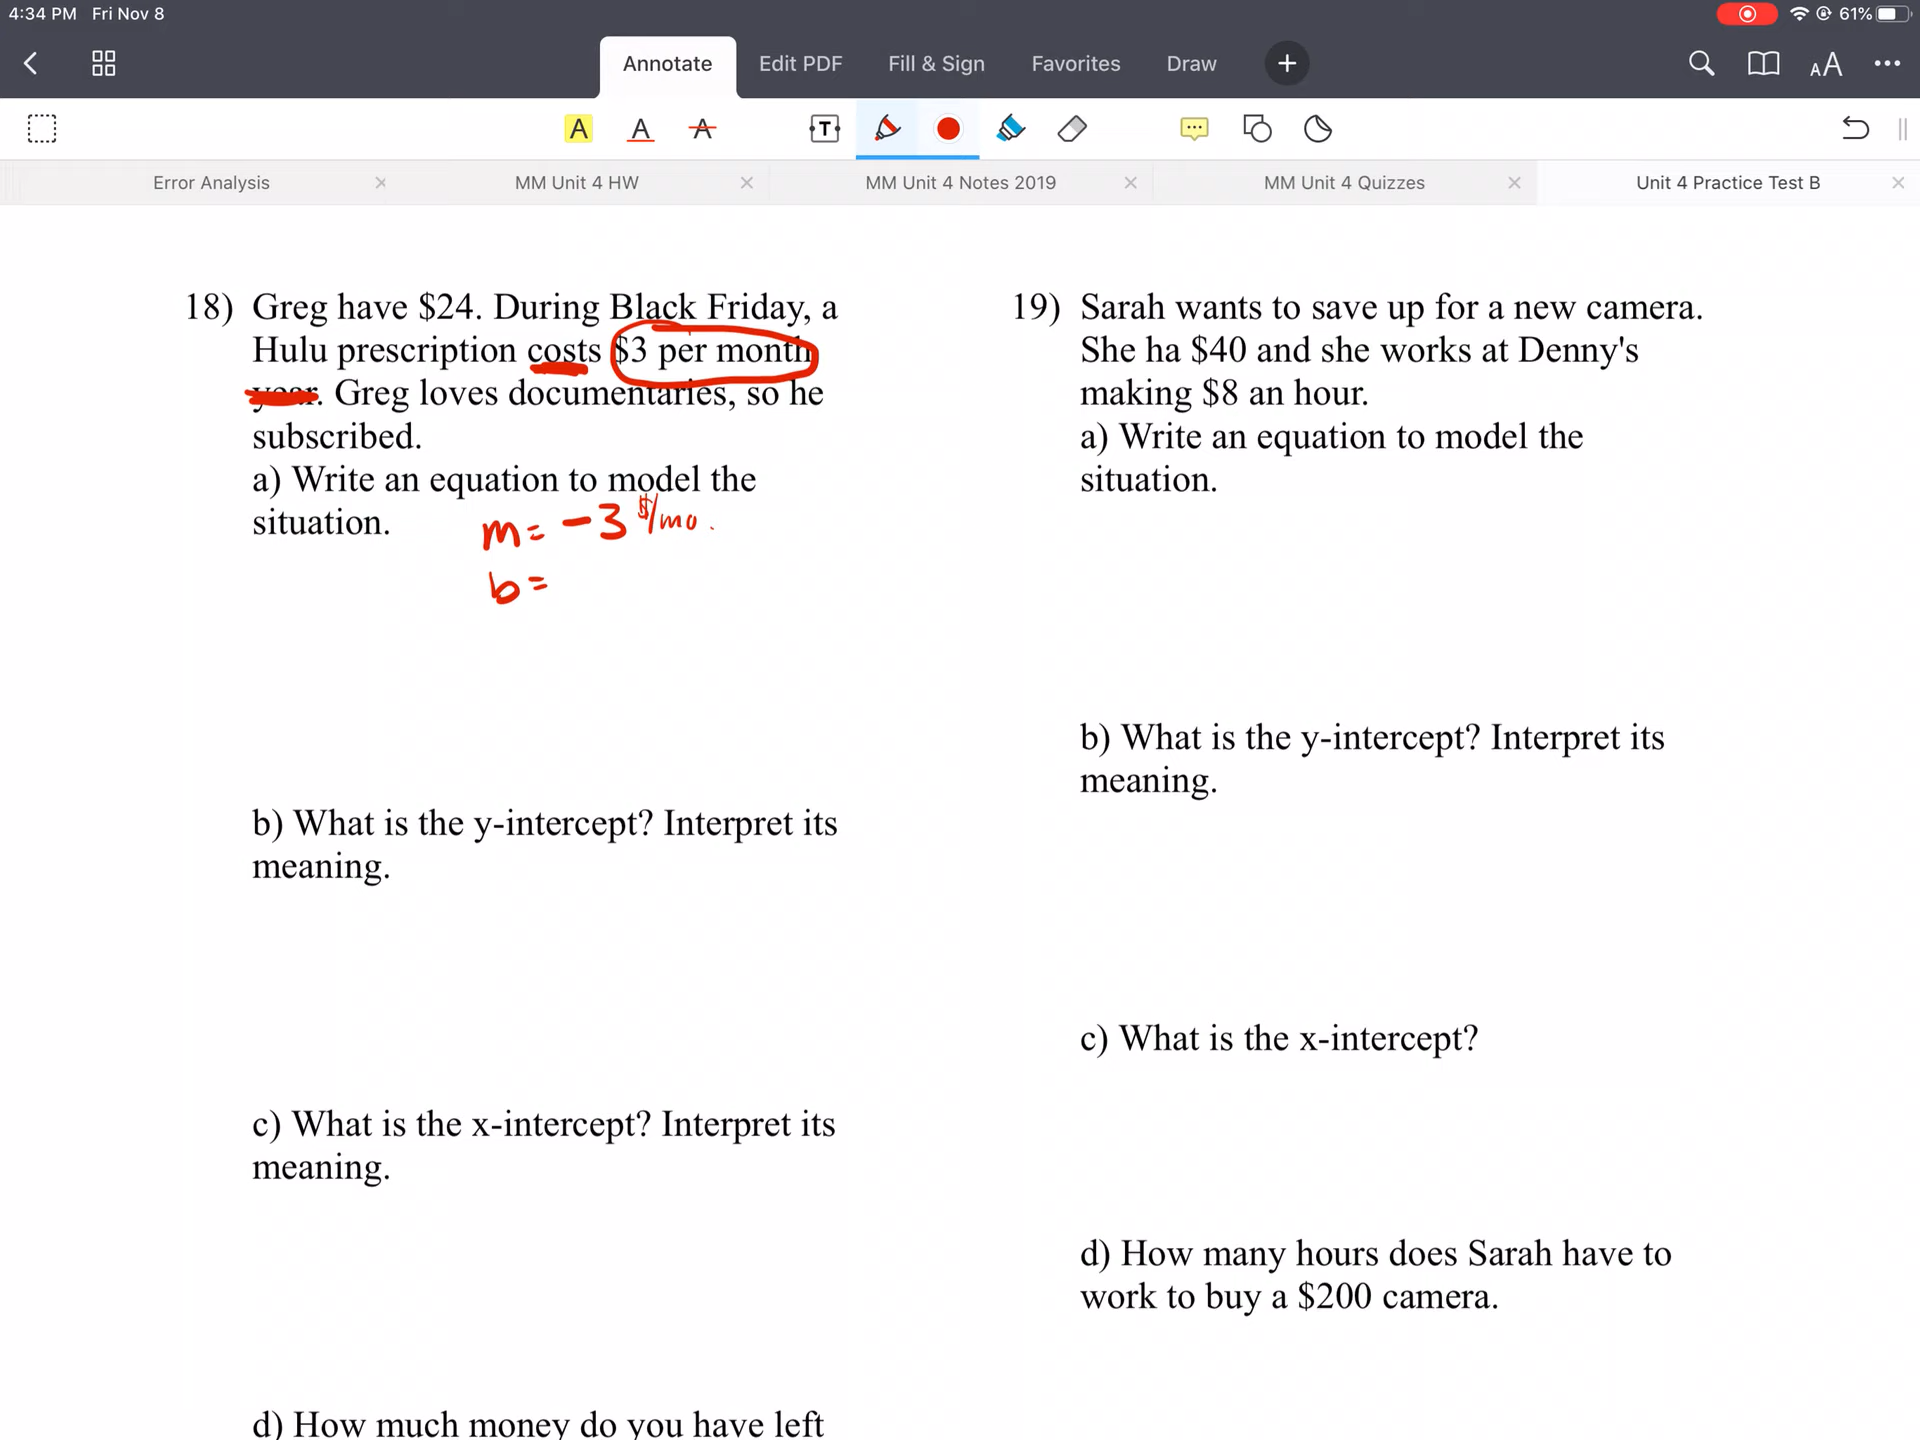 4:34 PM Fri Nov 8
61%
Annotate
Edit PDF
Fill & Sign
Favorites
Draw
AA
A
A
A
T
Error Analysis
MM Unit 4 HW
MM Unit 4 Notes 2019
MM Unit 4 Quizzes
Unit 4 Practice Test B
18) Greg have $24. During Black Friday, a
Hulu prescription costs $3 per month
year. Greg loves documentaries, so he
subscribed.
a) Write an equation to model the
situation.
m = -3 $/mo.
b =
b) What is the y-intercept? Interpret its
meaning.
c) What is the x-intercept? Interpret its
meaning.
d) How much money do you have left
19) Sarah wants to save up for a new camera.
She ha $40 and she works at Denny's
making $8 an hour.
a) Write an equation to model the
situation.
b) What is the y-intercept? Interpret its
meaning.
c) What is the x-intercept?
d) How many hours does Sarah have to
work to buy a $200 camera.